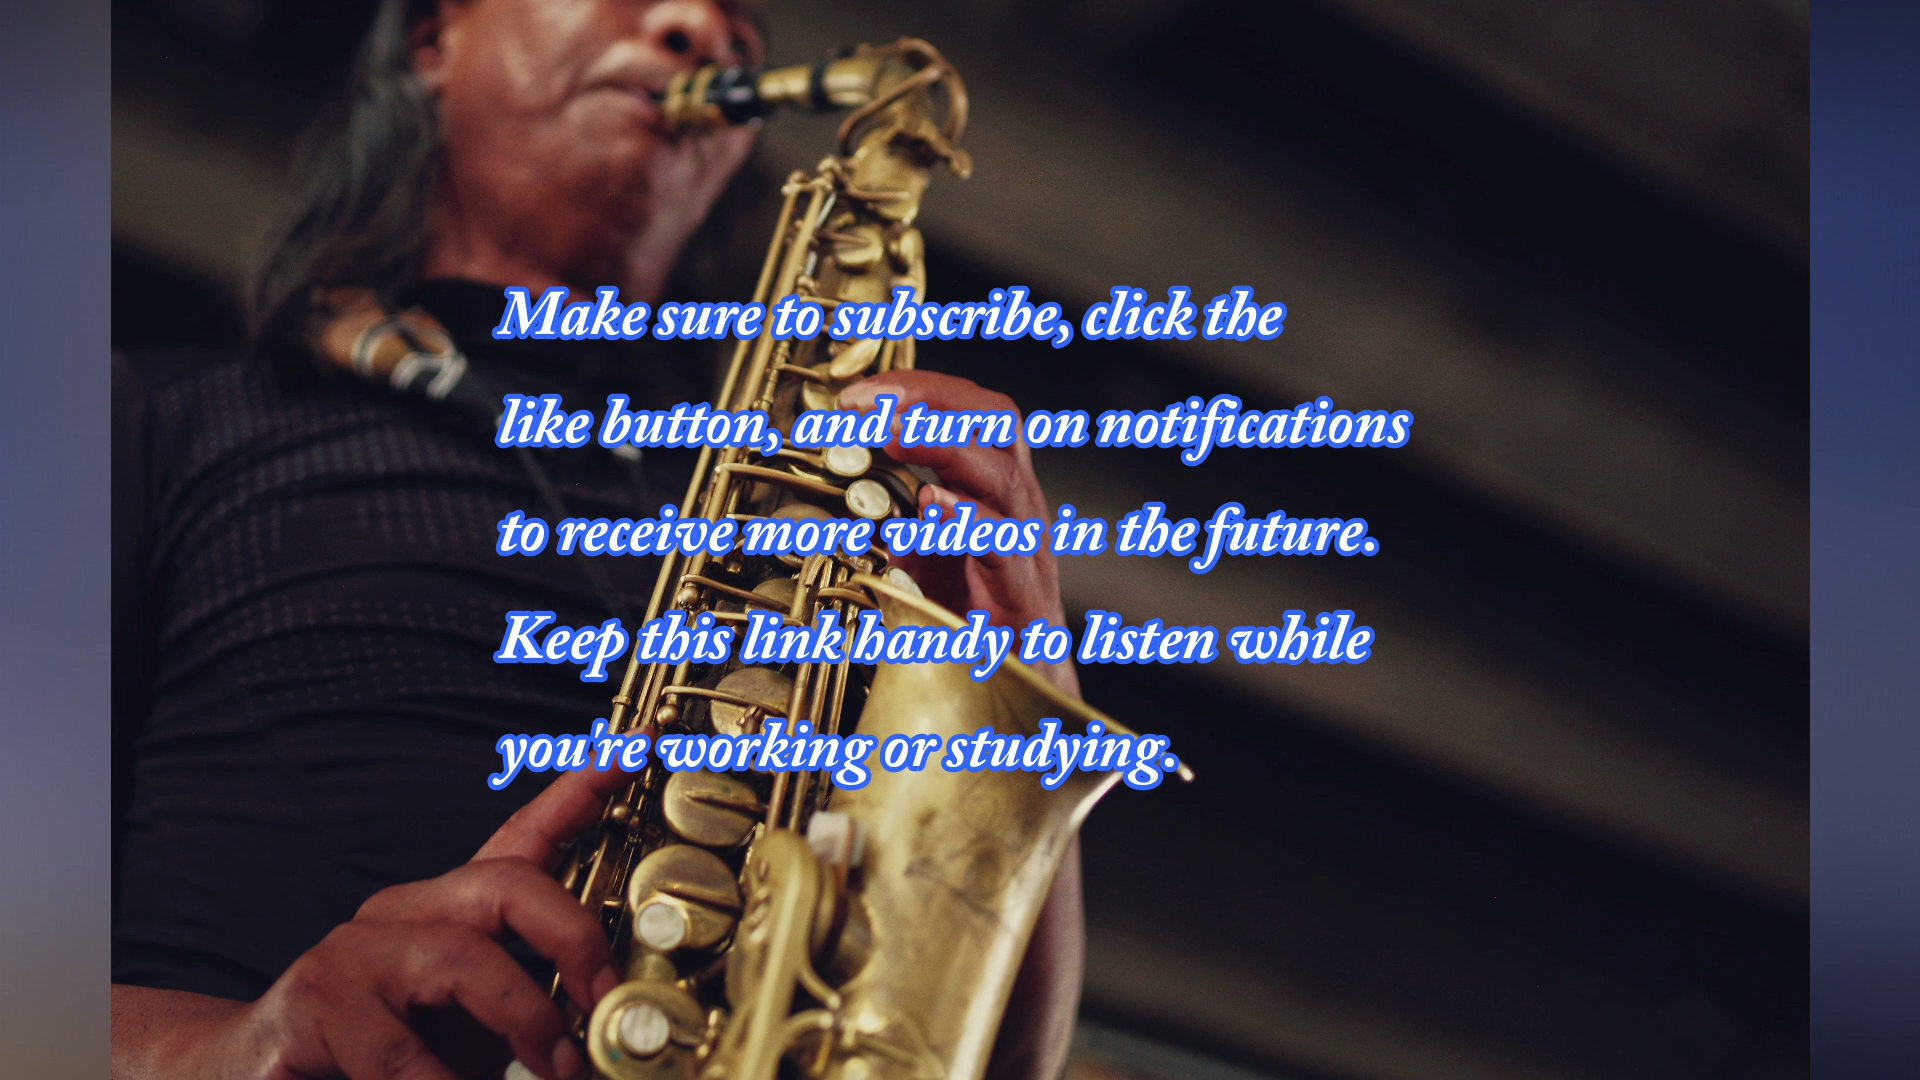 Make sure to subscribe, click the
like button, and turn on notifications
to receive more videos in the future.
Keep this link handy to listen while
you're working or studying.